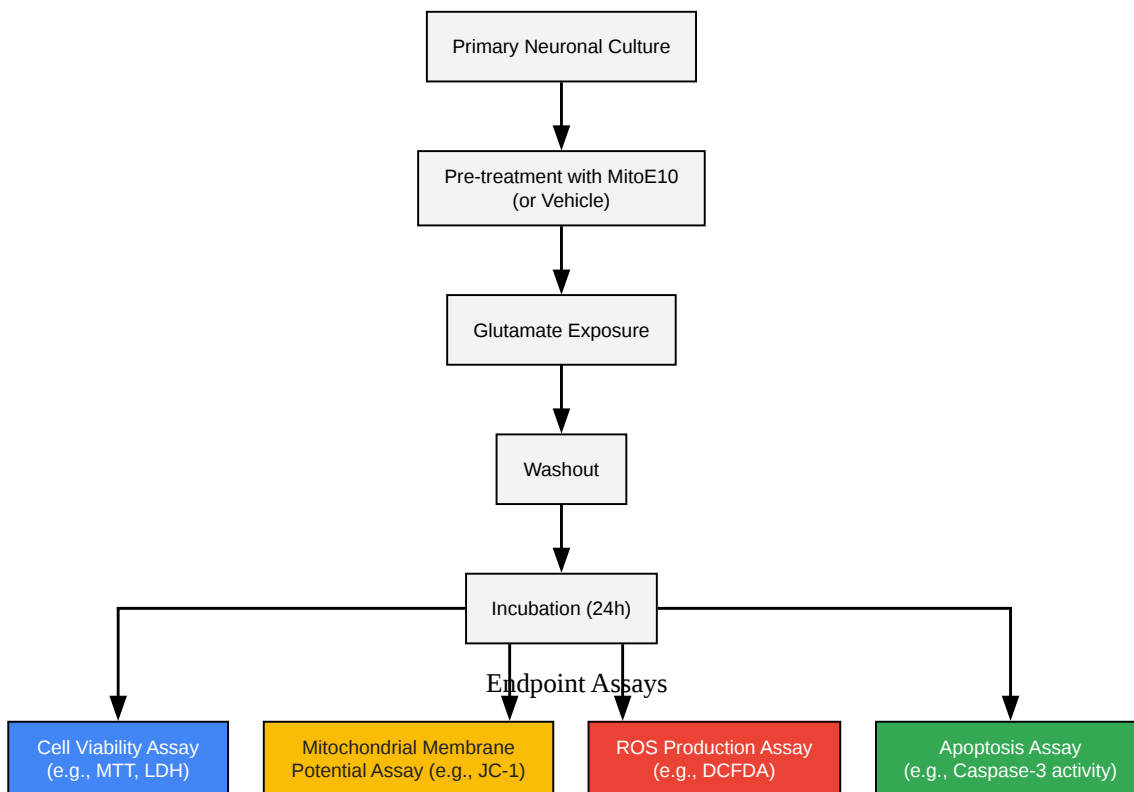 Primary Neuronal Culture
Pre-treatment with MitoE10
(or Vehicle)
Glutamate Exposure
Washout
Incubation (24h)
Endpoint Assays
Cell Viability Assay
(e.g., MTT, LDH)
Mitochondrial Membrane
Potential Assay (e.g., JC-1)
ROS Production Assay
(e.g., DCFDA)
Apoptosis Assay
(e.g., Caspase-3 activity)